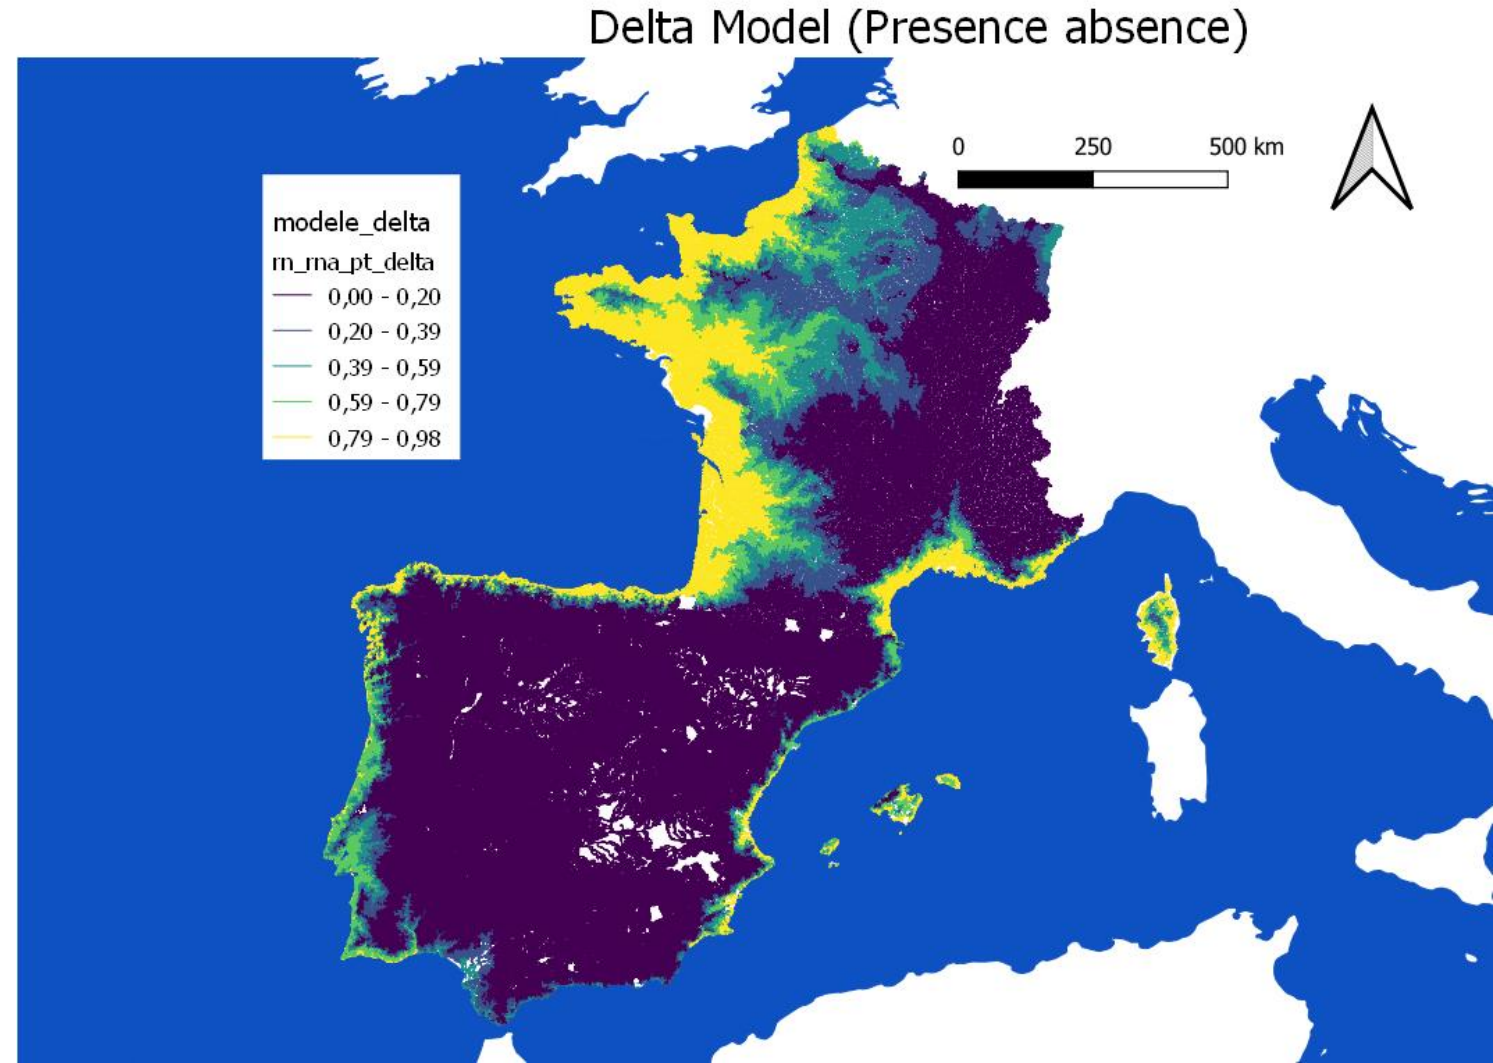 Delta Model (Presence absence)
0 250 500 km
modele_delta
rn_rna_pt_delta
0,00 - 0,20
0,20 - 0,39
0,39 - 0,59
0,59 - 0,79
0,79 - 0,98